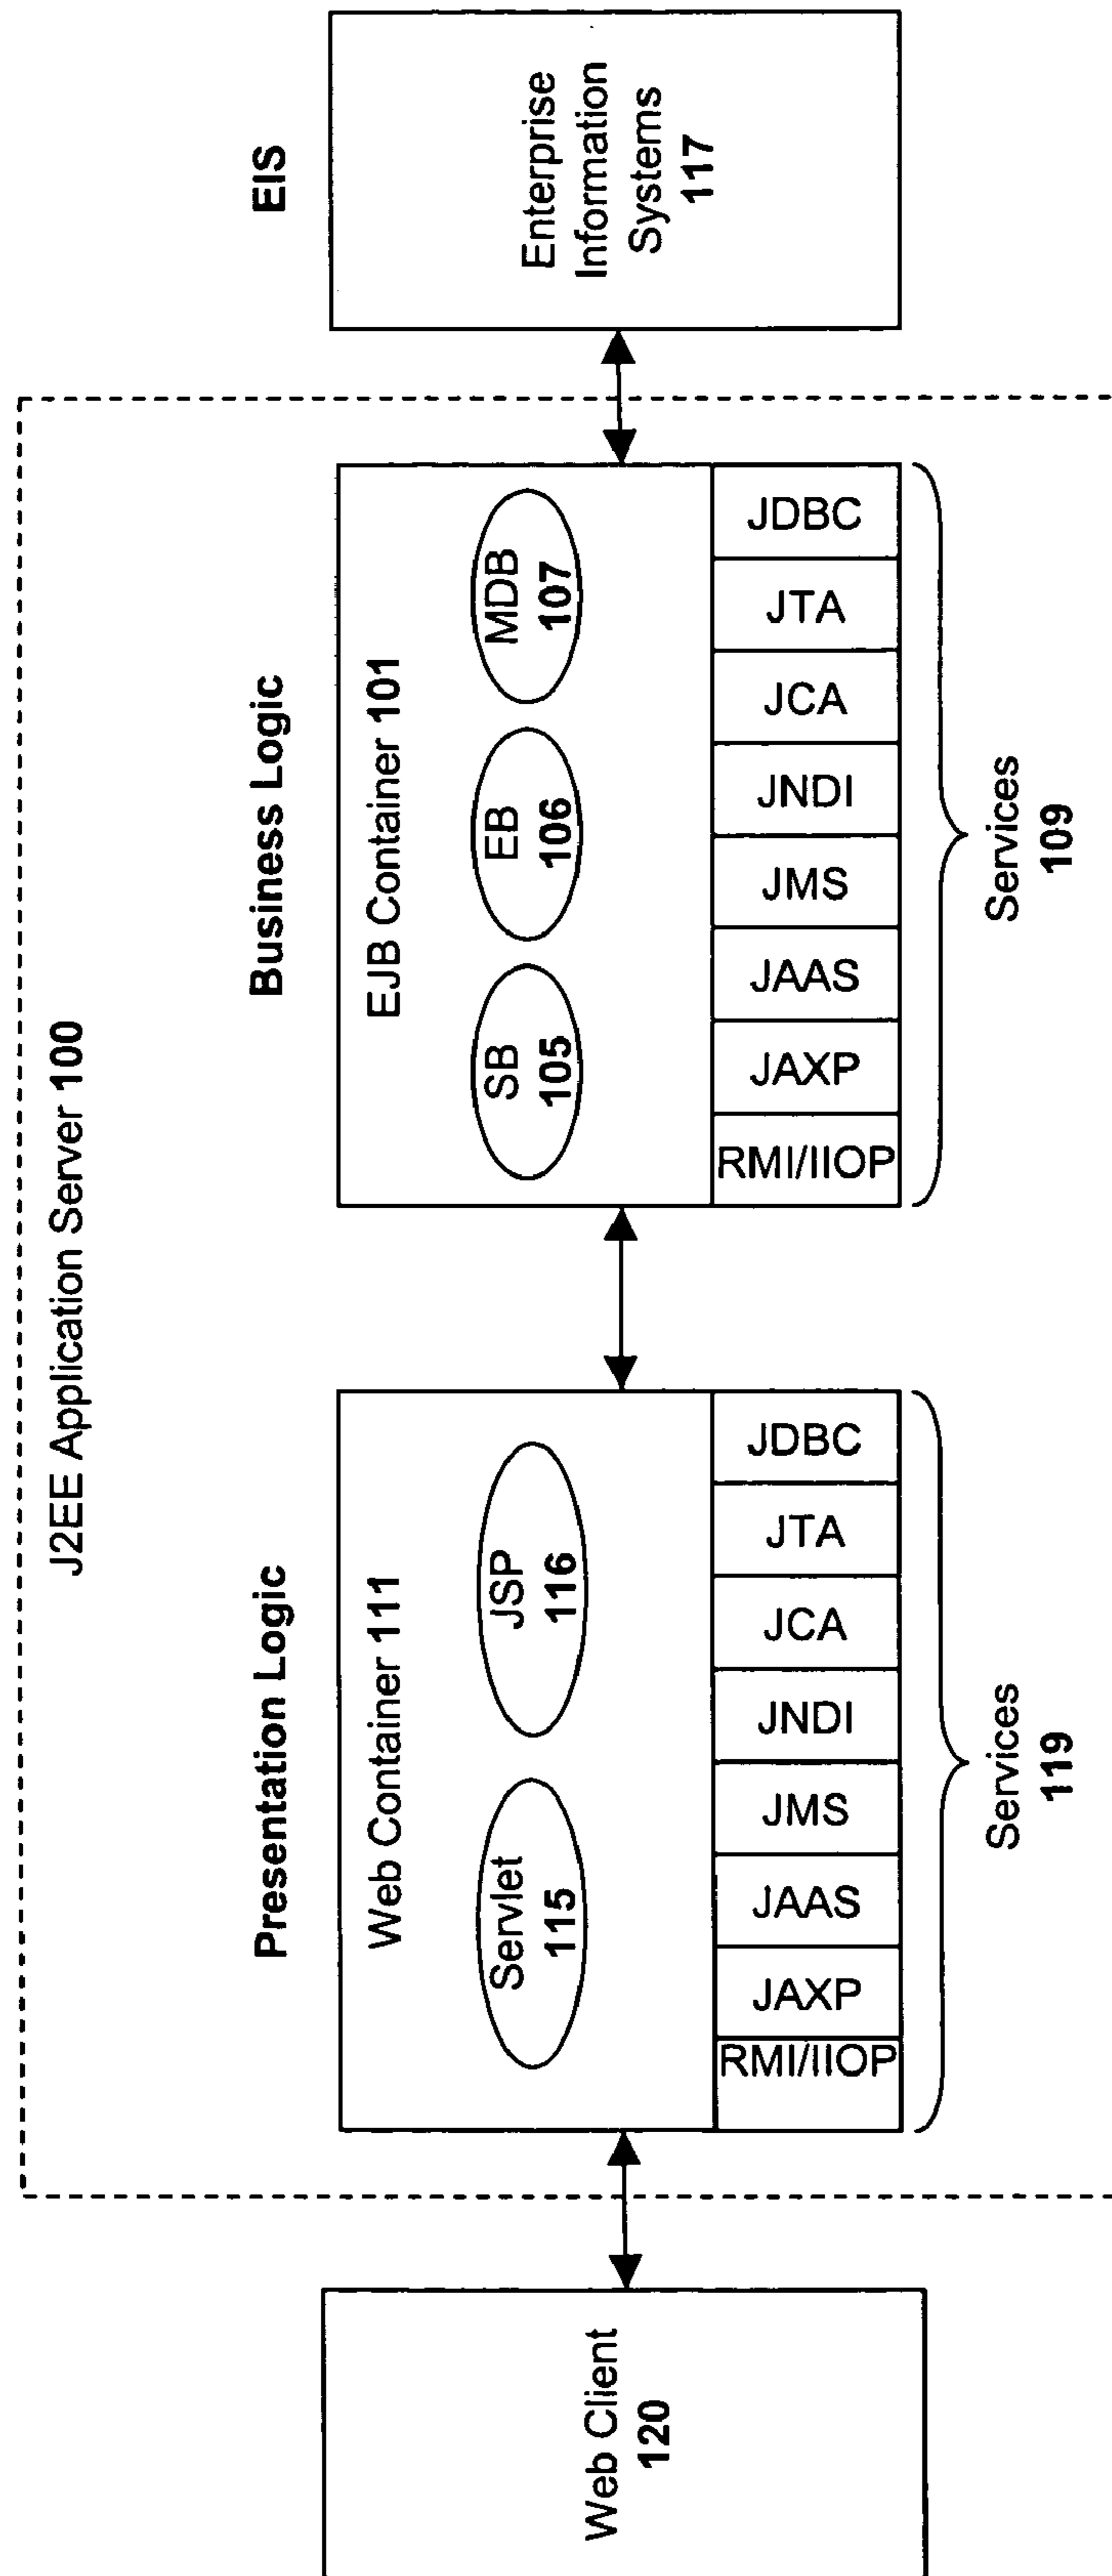 J2EE Application Server 100
Presentation Logic
Business Logic
EIS
Web Client
120
Web Container 111
Servlet
115
JSP
116
RMI/IIOP
JAXP
JAAS
JMS
JNDI
JCA
JTA
JDBC
Services
119
EJB Container 101
SB
105
EB
106
MDB
107
RMI/IIOP
JAXP
JAAS
JMS
JNDI
JCA
JTA
JDBC
Services
109
Enterprise
Information
Systems
117